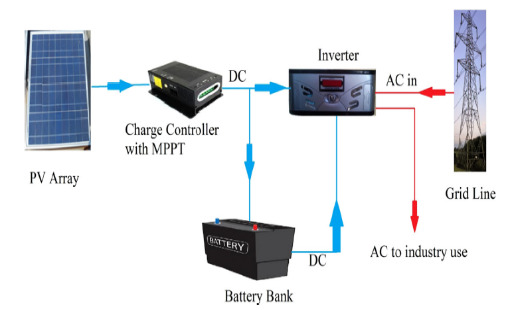 Inverter
DC
AC in
Charge Controller
with MPPT
PV Array
Grid Line
BATTERY
DC
AC to industry use
Battery Bank